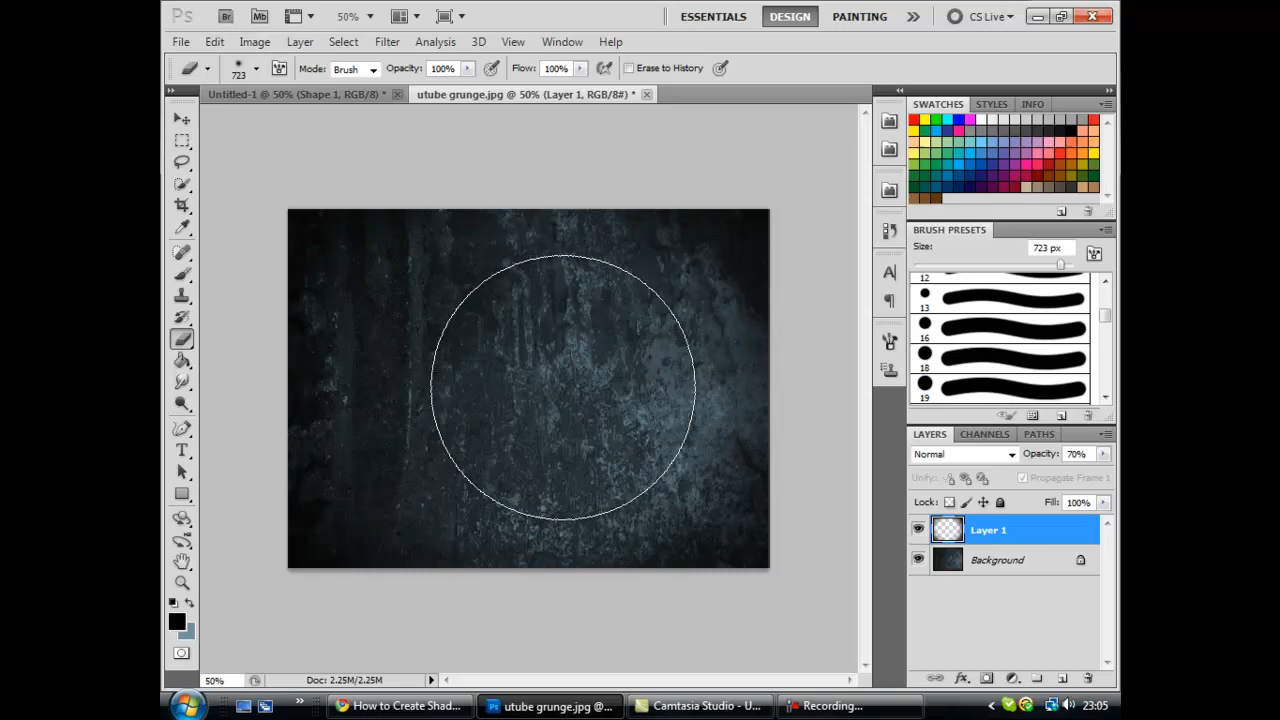 Ps Br Mb 50% ESSENTIALS DESIGN PAINTING CS Live
File Edit Image Layer Select Filter Analysis 3D View Window Help
723 Mode: Brush Opacity: 100% Flow: 100% Erase to History
Untitled-1 @ 50% (Shape 1, RGB/8) * utube grunge.jpg @ 50% (Layer 1, RGB/8#) *
SWATCHES STYLES INFO
BRUSH PRESETS
Size: 723 px
12
13
16
18
19
LAYERS CHANNELS PATHS
Normal Opacity: 70%
Unify: Propagate Frame 1
Lock: Fill: 100%
Layer 1
Background
50% Doc: 2.25M/2.25M
How to Create Shad... utube grunge.jpg @... Camtasia Studio - U... Recording... 23:05